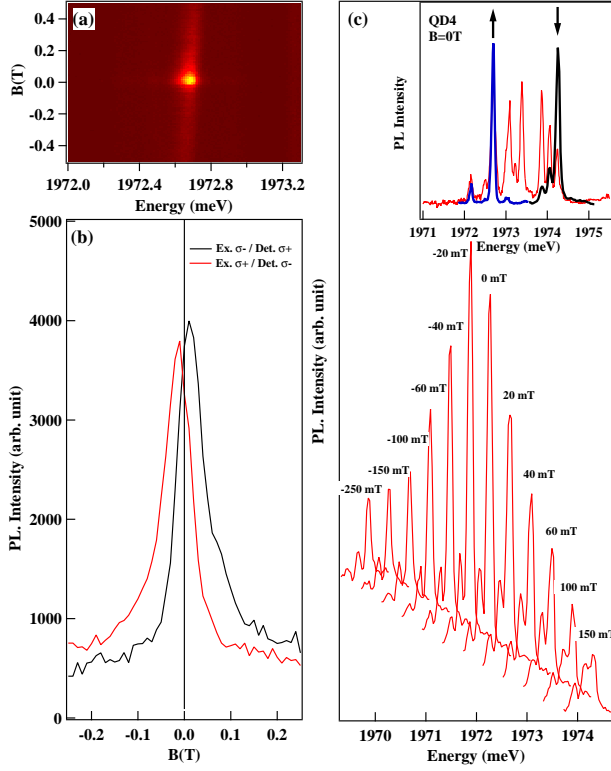 (a)
B(T)
0.4
0.2
0.0
-0.2
-0.4
1972.0
1972.4
1972.8
1973.2
Energy (meV)
(b)
Ex. σ- / Det. σ+
Ex. σ+ / Det. σ-
PL. Intensity (arb. unit)
5000
4000
3000
2000
1000
0
-0.2
-0.1
0.0
0.1
0.2
B(T)
(c)
QD4
B=0T
PL Intensity
1971
1972
1973
1974
1975
Energy (meV)
PL. Intensity (arb. unit)
-250 mT
-150 mT
-100 mT
-60 mT
-40 mT
-20 mT
0 mT
20 mT
40 mT
60 mT
100 mT
150 mT
1970
1971
1972
1973
1974
Energy (meV)